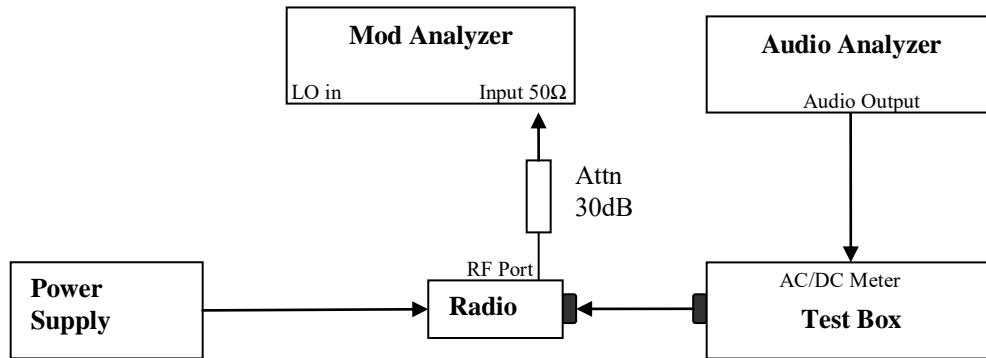 Mod Analyzer
LO in
Input 50Ω
Audio Analyzer
Audio Output
Attn
30dB
RF Port
Power
Supply
Radio
AC/DC Meter
Test Box